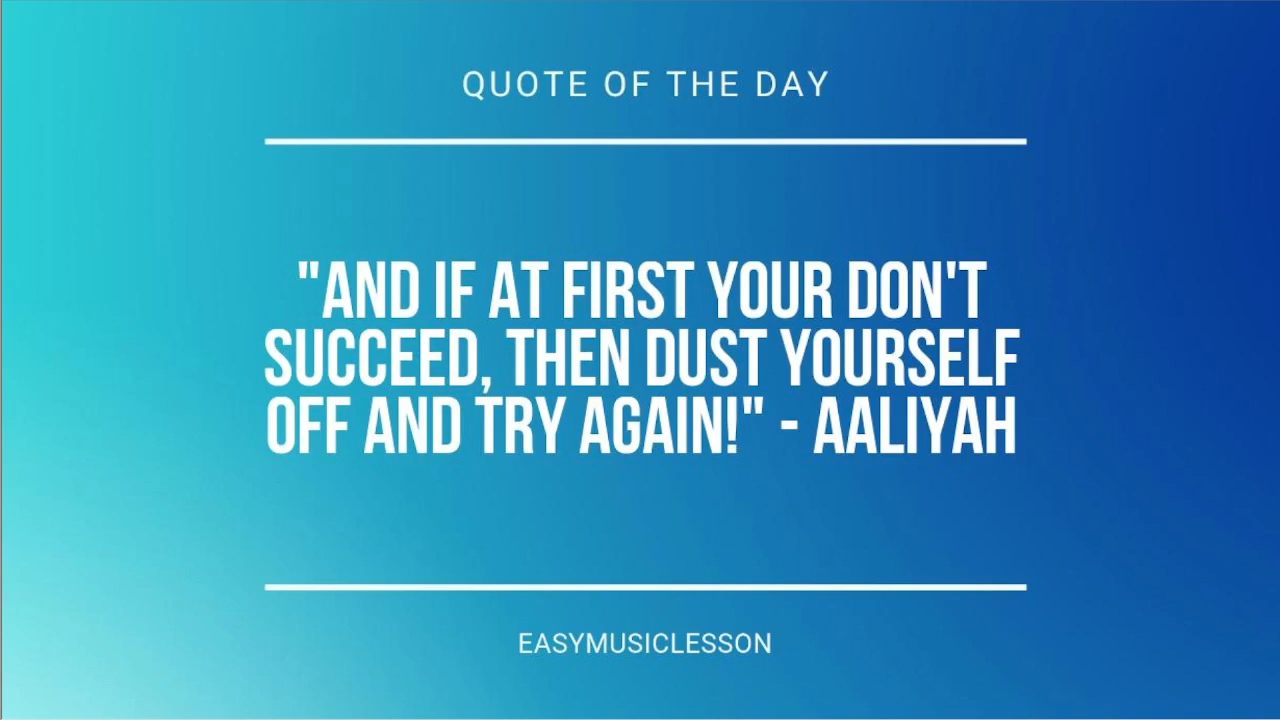 QUOTE OF THE DAY
"AND IF AT FIRST YOUR DON'T
SUCCEED, THEN DUST YOURSELF
OFF AND TRY AGAIN!" - AALIYAH
EASYMUSICLESSON